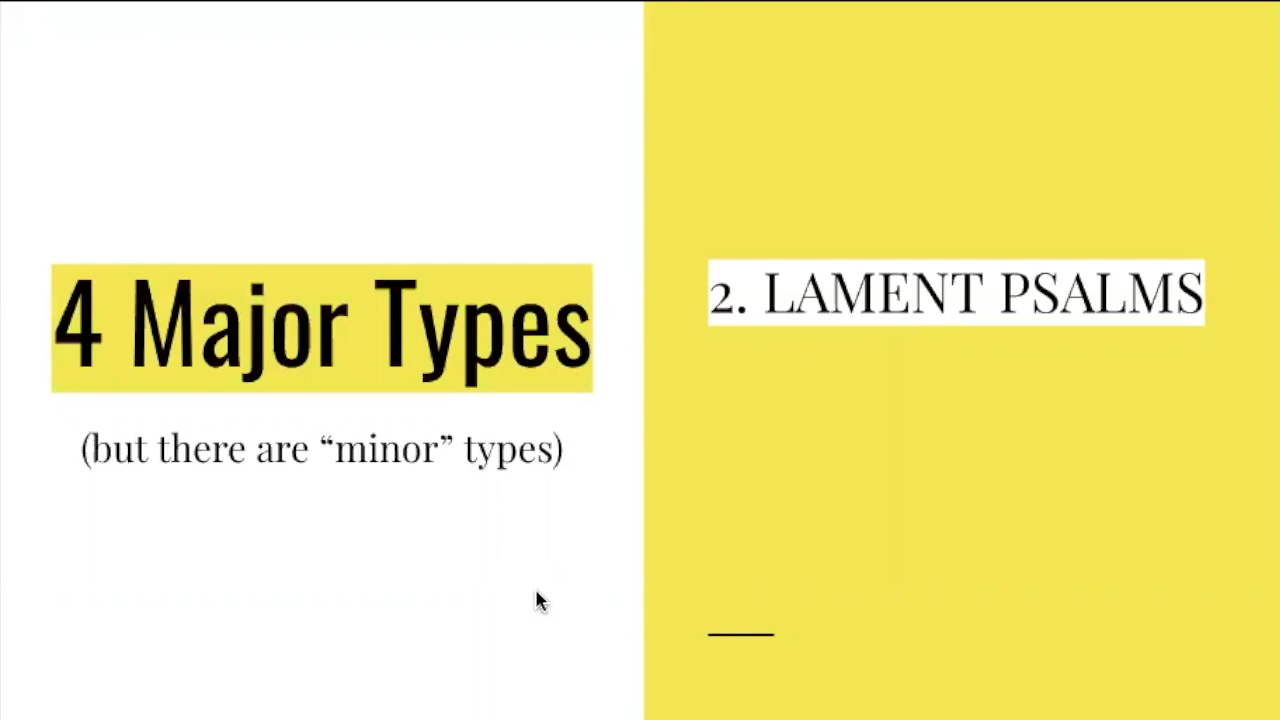 4 Major Types
(but there are “minor” types)
2. LAMENT PSALMS